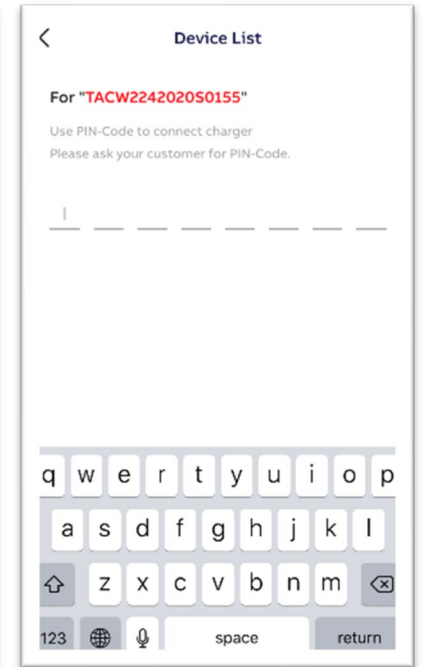 Device List
For "TACW2242020S0155"
Use PIN-Code to connect charger
Please ask your customer for PIN-Code.
q w e r t y u i o p
a s d f g h j k l
z x c v b n m
123 space return